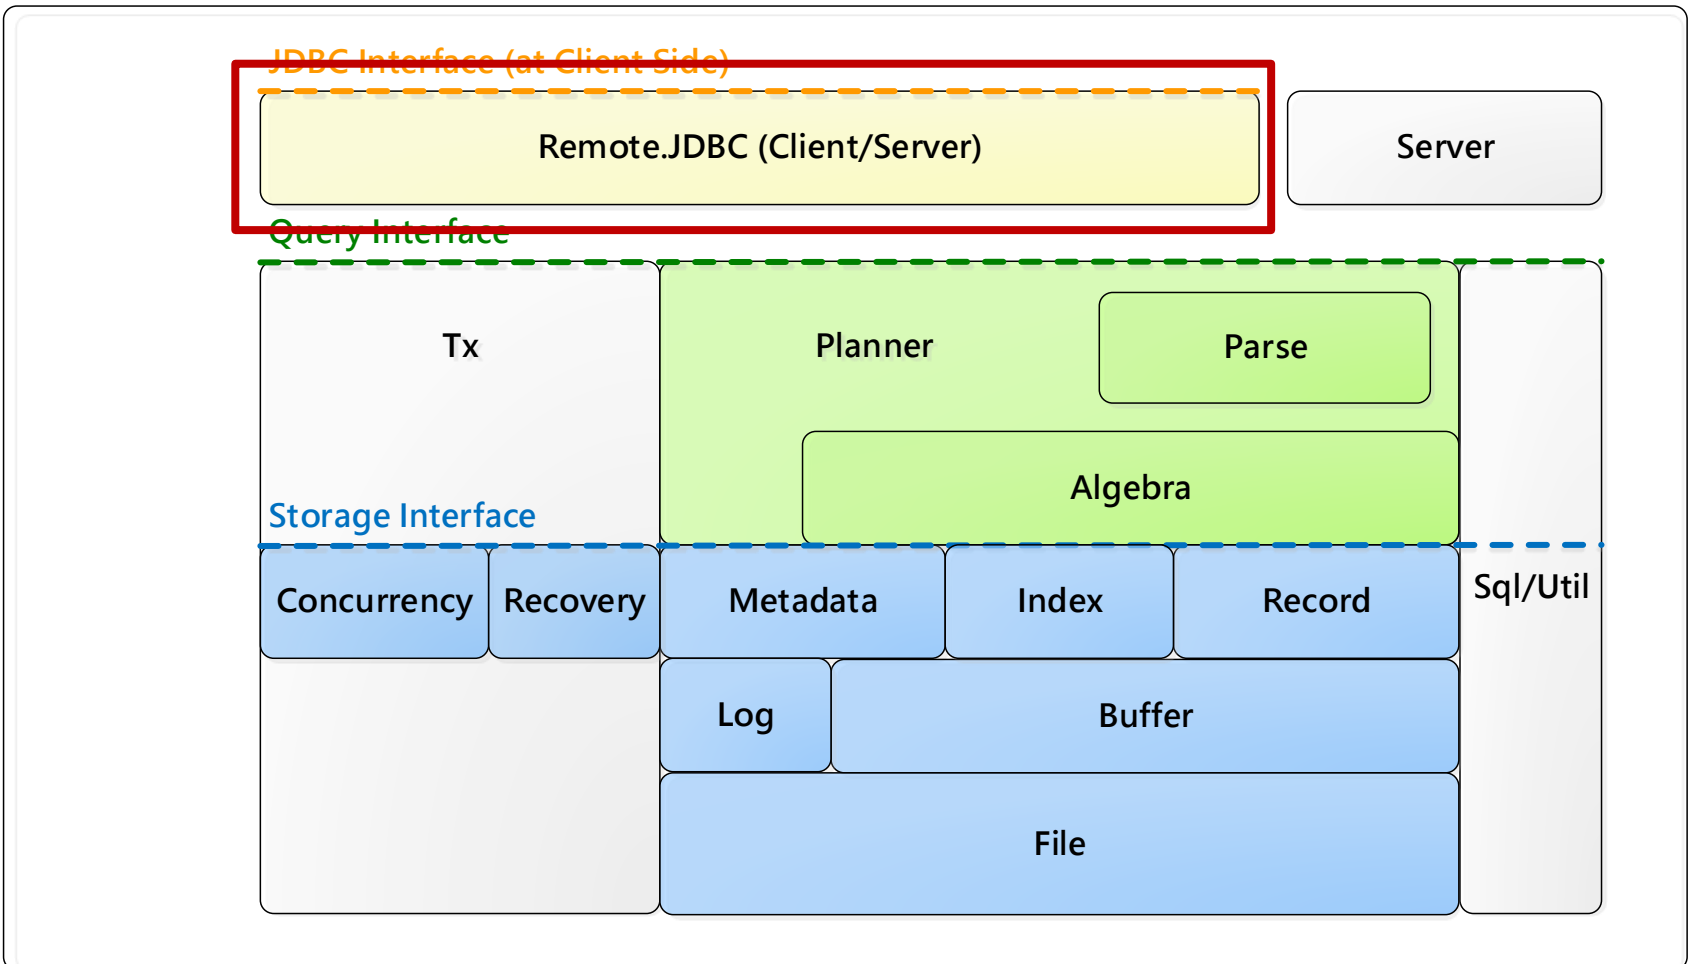 JDBC Interface (at Client Side)
Remote.JDBC (Client/Server)
Server
Query Interface
Tx
Planner
Parse
Algebra
Storage Interface
Concurrency
Recovery
Metadata
Index
Record
Sql/Util
Log
Buffer
File